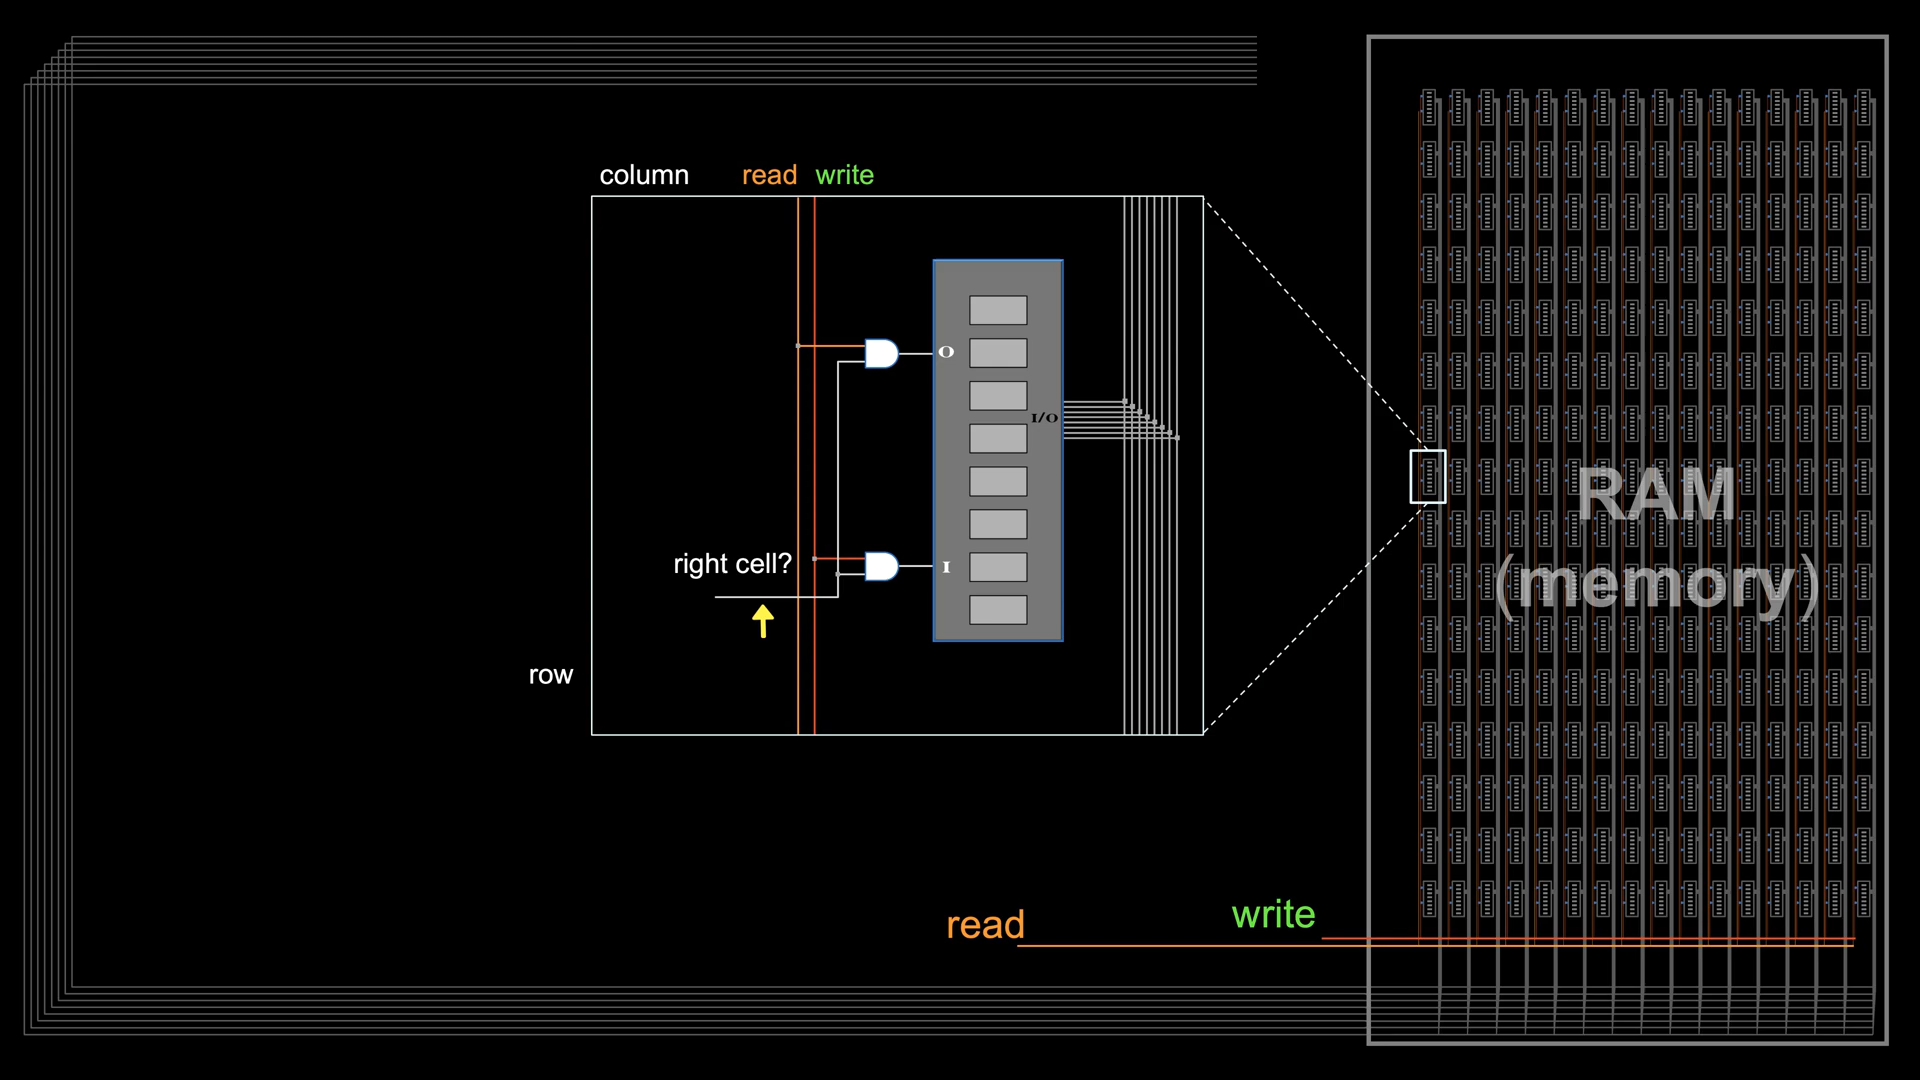 column read write
O
I/O
right cell?
I
row
RAM
(memory)
read write